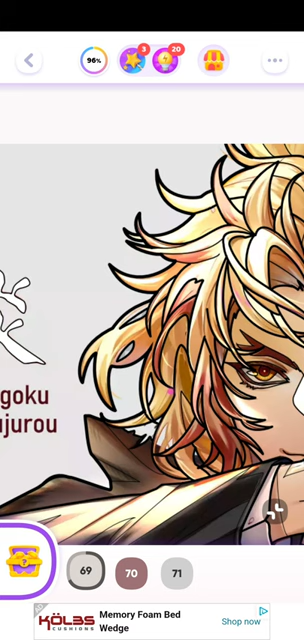 96%
3
20
goku
jurou
69
70
71
KÖLBS
CUSHIONS
Memory Foam Bed
Wedge
Shop now